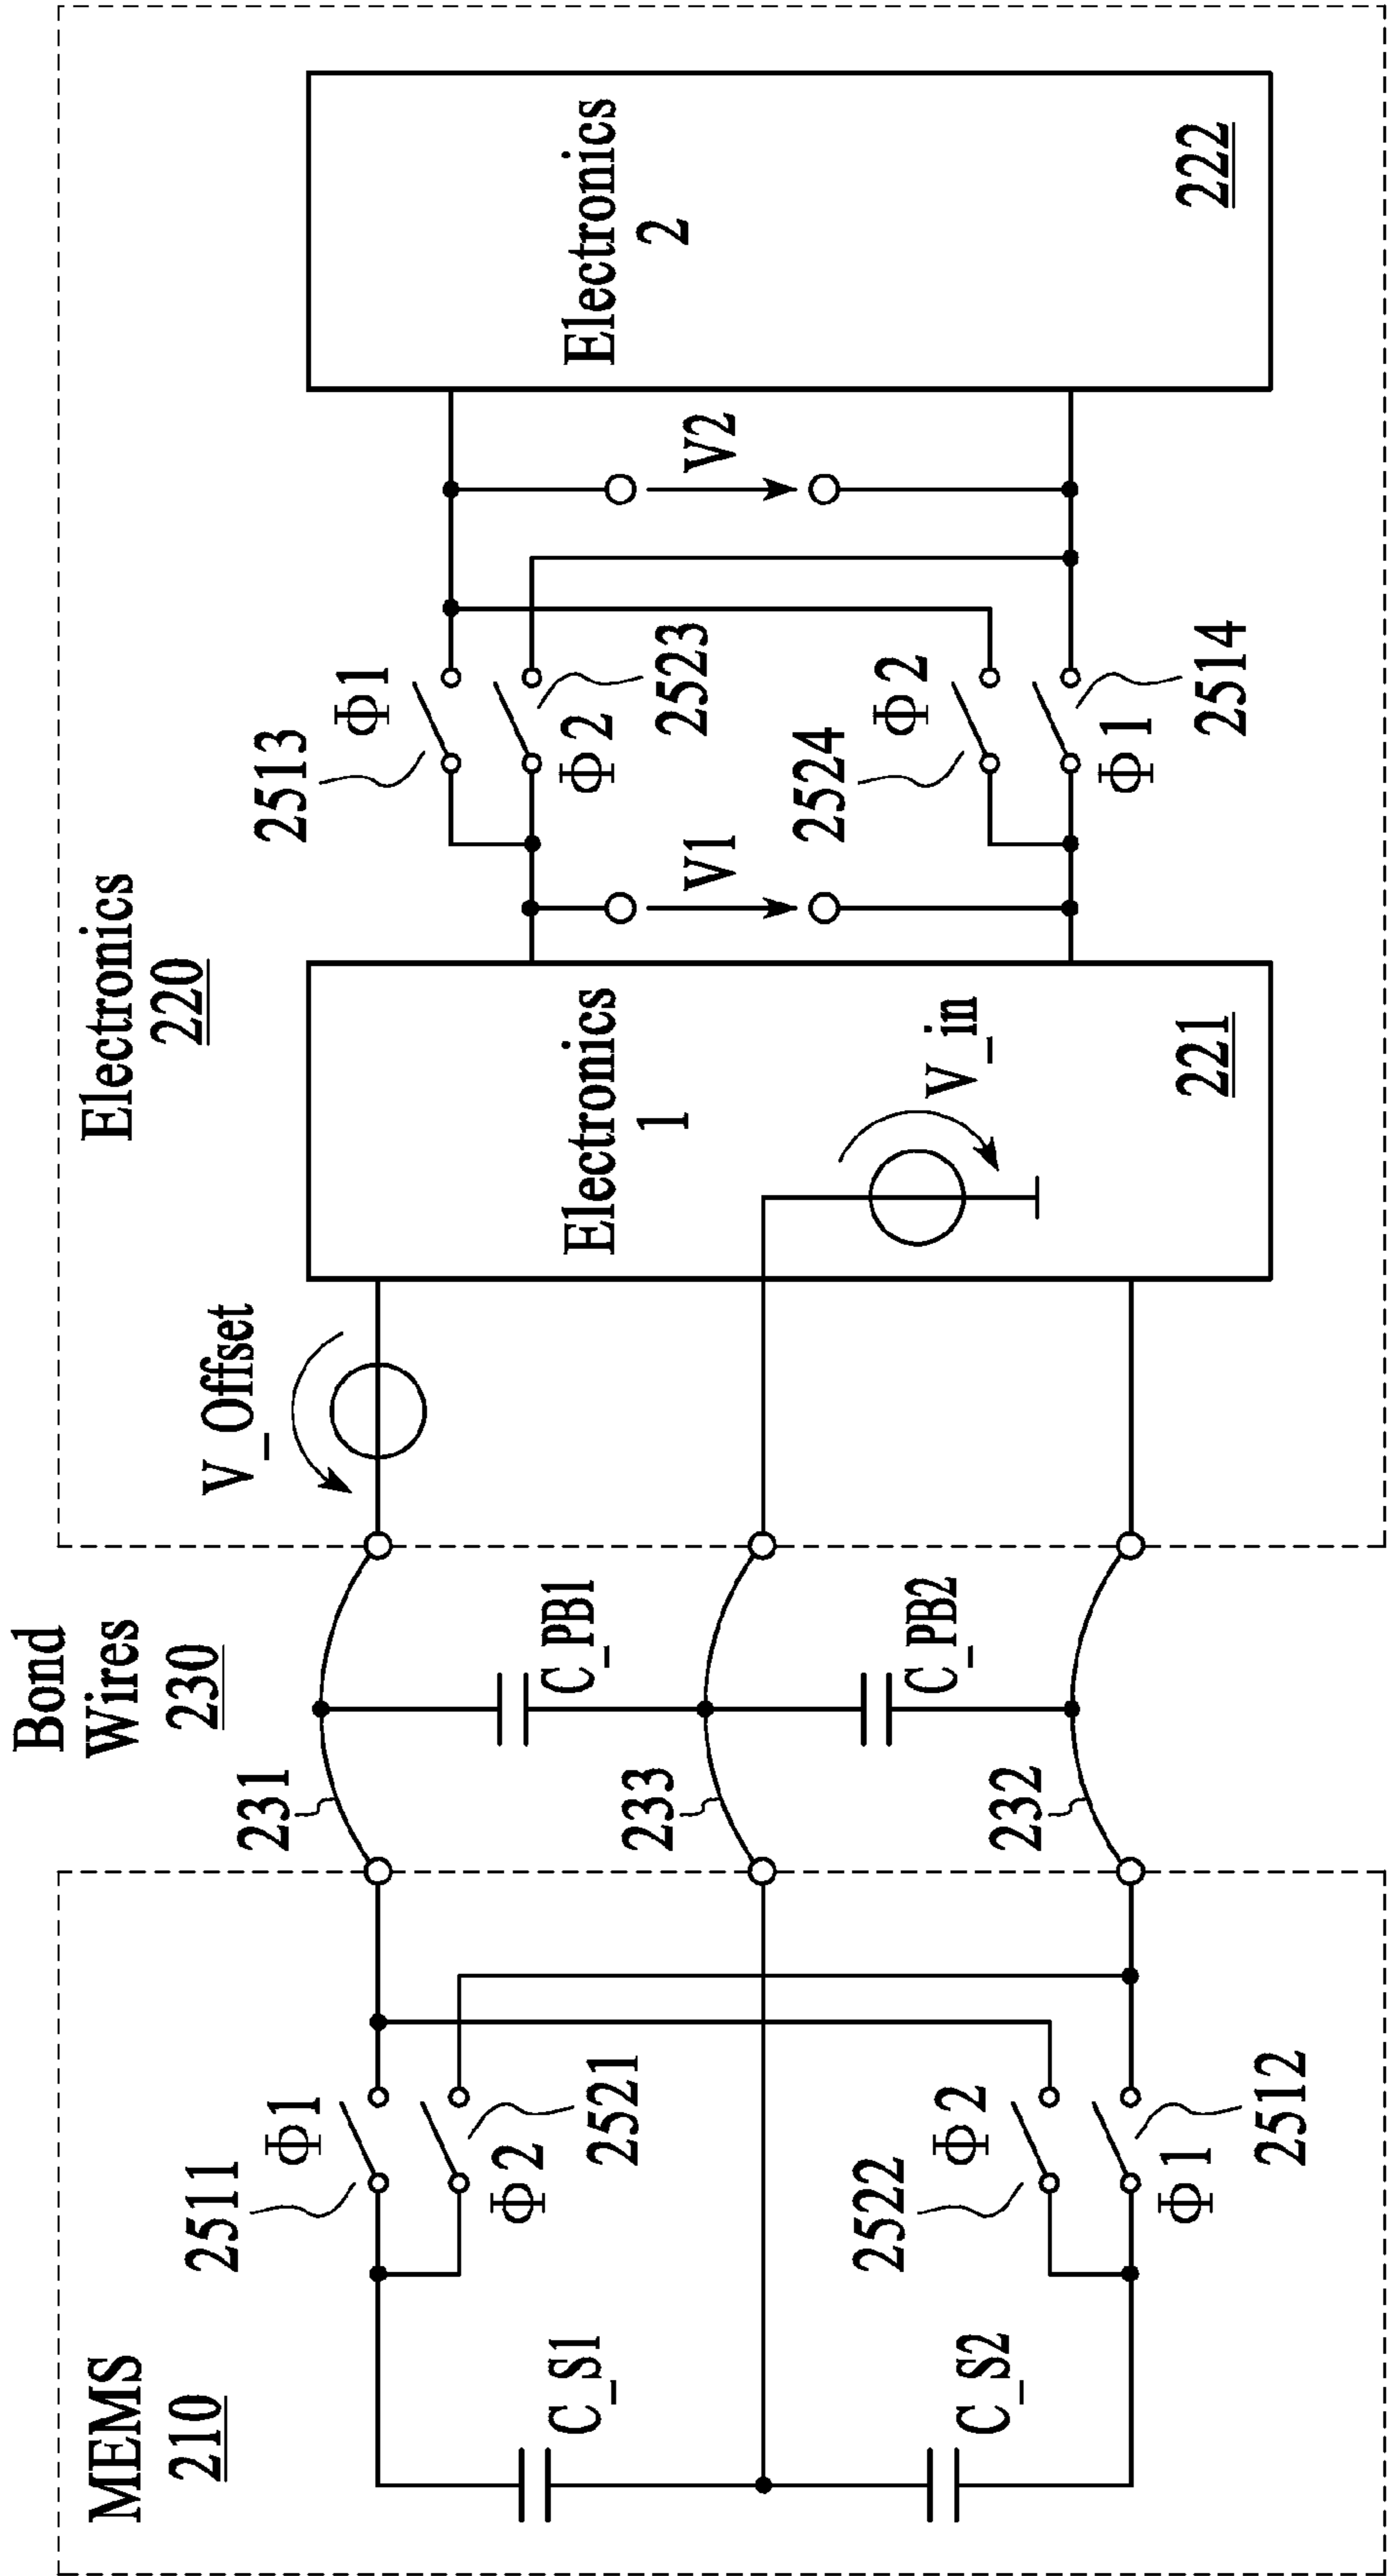 MEMS
210
Bond
Wires
230
Electronics
220
2511
Φ1
Φ2
2521
2522
Φ2
Φ1
2512
C_S1
C_S2
231
233
232
C_PB1
C_PB2
V_Offset
Electronics
1
V_in
221
V1
2513
Φ1
Φ2
2523
2524
Φ2
Φ1
2514
V2
Electronics
2
222